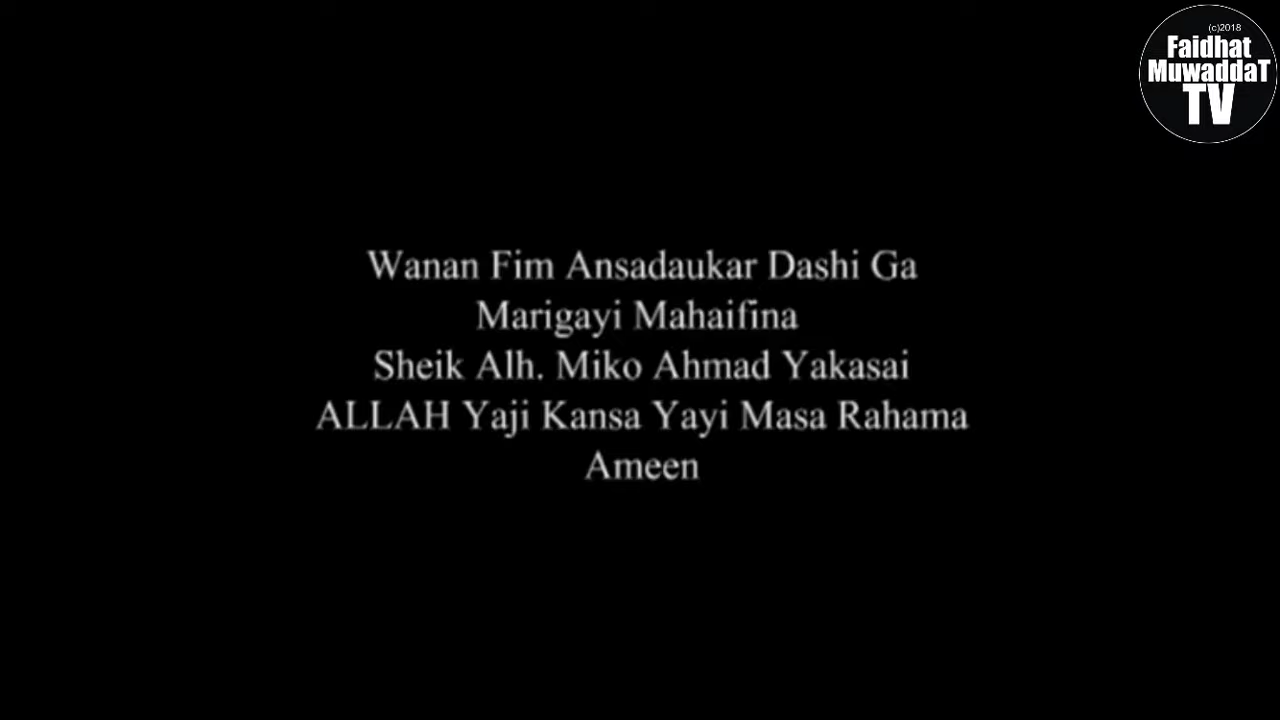 (c)2018
Faidhat
MuwaddaT
TV
Wanan Fim Ansadaukar Dashi Ga
Marigayi Mahaifina
Sheik Alh. Miko Ahmad Yakasai
ALLAH Yaji Kansa Yayi Masa Rahama
Ameen